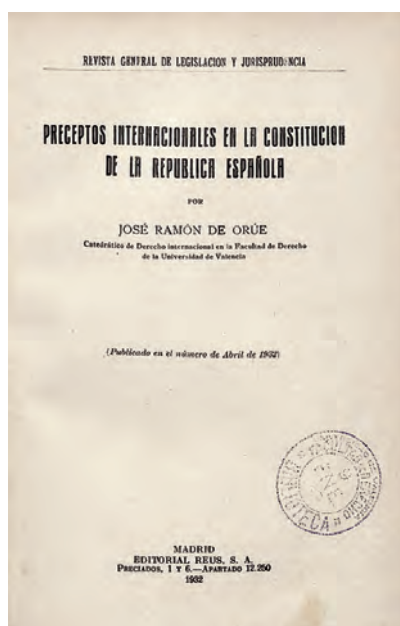 REVISTA GENERAL DE LEGISLACION Y JURISPRUDENCIA
PRECEPTOS INTERNACIONALES EN LA CONSTITUCION
DE LA REPUBLICA ESPAÑOLA
POR
JOSÉ RAMÓN DE ORÚE
Catedrático de Derecho internacional en la Facultad de Derecho
de la Universidad de Valencia
(Publicado en el número de Abril de 1932)
BIBLIOTECA
MADRID
EDITORIAL REUS, S. A.
PRECIADOS, 1 Y 6.—APARTADO 12.250
1932